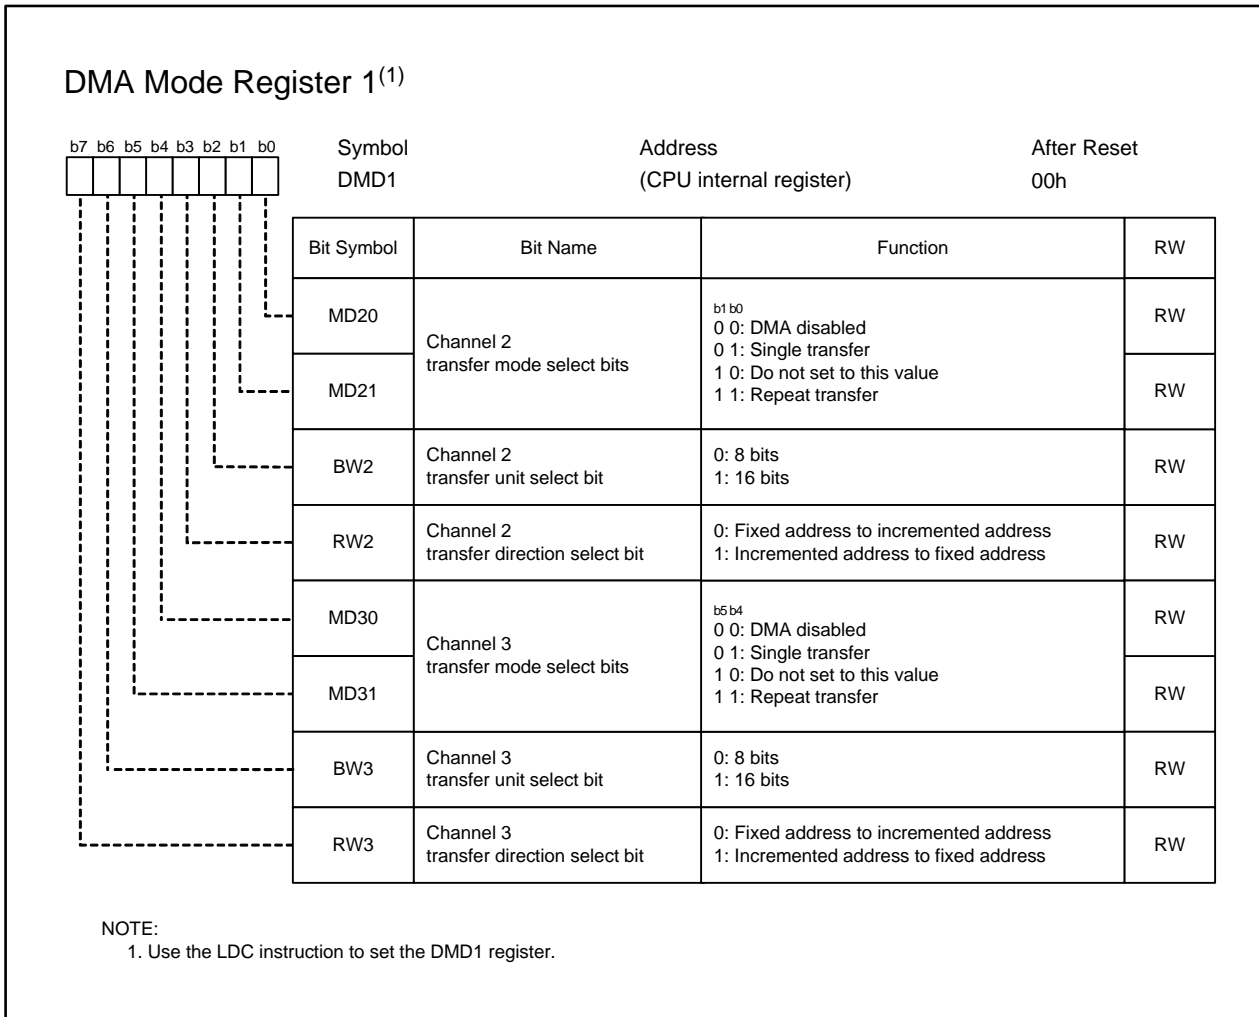 DMA Mode Register 1(1)
b7 b6 b5 b4 b3 b2 b1 b0
Symbol Address After Reset
DMD1 (CPU internal register) 00h
Bit Symbol Bit Name Function RW
MD20
MD21
Channel 2
transfer mode select bits
b1 b0
0 0: DMA disabled
0 1: Single transfer
1 0: Do not set to this value
1 1: Repeat transfer
RW
RW
BW2
Channel 2
transfer unit select bit
0: 8 bits
1: 16 bits
RW
RW2
Channel 2
transfer direction select bit
0: Fixed address to incremented address
1: Incremented address to fixed address
RW
MD30
MD31
Channel 3
transfer mode select bits
b5 b4
0 0: DMA disabled
0 1: Single transfer
1 0: Do not set to this value
1 1: Repeat transfer
RW
RW
BW3
Channel 3
transfer unit select bit
0: 8 bits
1: 16 bits
RW
RW3
Channel 3
transfer direction select bit
0: Fixed address to incremented address
1: Incremented address to fixed address
RW
NOTE:
1. Use the LDC instruction to set the DMD1 register.